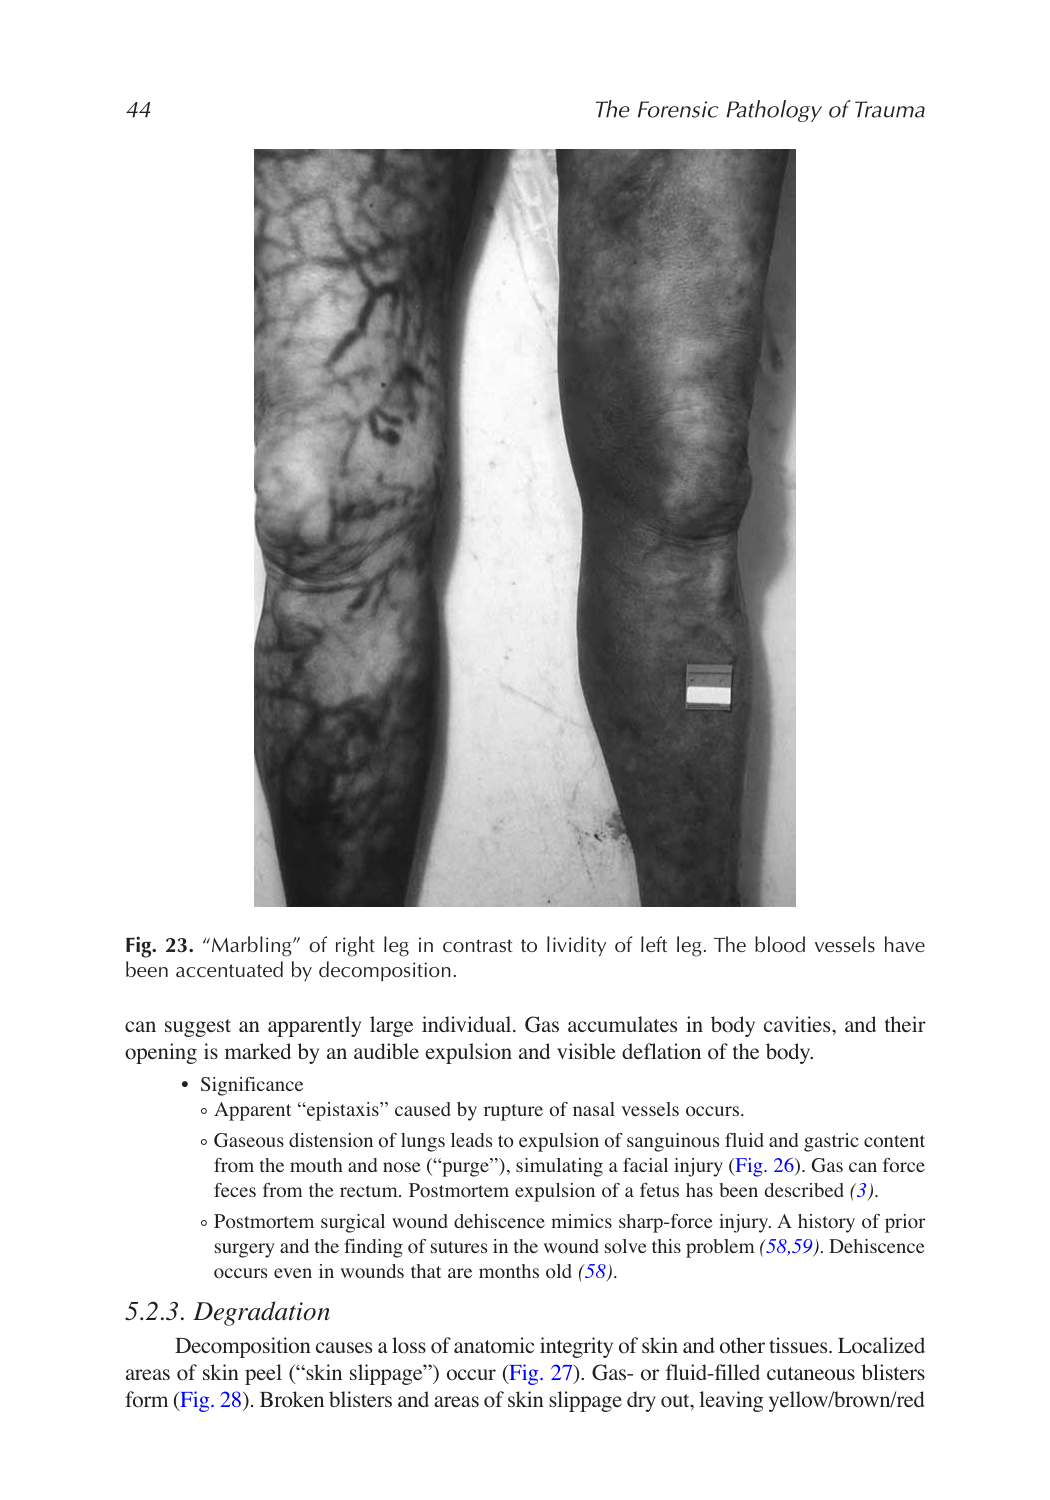 44
The Forensic Pathology of Trauma
Fig. 23. “Marbling” of right leg in contrast to lividity of left leg. The blood vessels have
been accentuated by decomposition.
can suggest an apparently large individual. Gas accumulates in body cavities, and their
opening is marked by an audible expulsion and visible deflation of the body.
• Significance
◦ Apparent “epistaxis” caused by rupture of nasal vessels occurs.
◦ Gaseous distension of lungs leads to expulsion of sanguinous fluid and gastric content
from the mouth and nose (“purge”), simulating a facial injury (Fig. 26). Gas can force
feces from the rectum. Postmortem expulsion of a fetus has been described (3).
◦ Postmortem surgical wound dehiscence mimics sharp-force injury. A history of prior
surgery and the finding of sutures in the wound solve this problem (58,59). Dehiscence
occurs even in wounds that are months old (58).
5.2.3. Degradation
Decomposition causes a loss of anatomic integrity of skin and other tissues. Localized
areas of skin peel (“skin slippage”) occur (Fig. 27). Gas- or fluid-filled cutaneous blisters
form (Fig. 28). Broken blisters and areas of skin slippage dry out, leaving yellow/brown/red